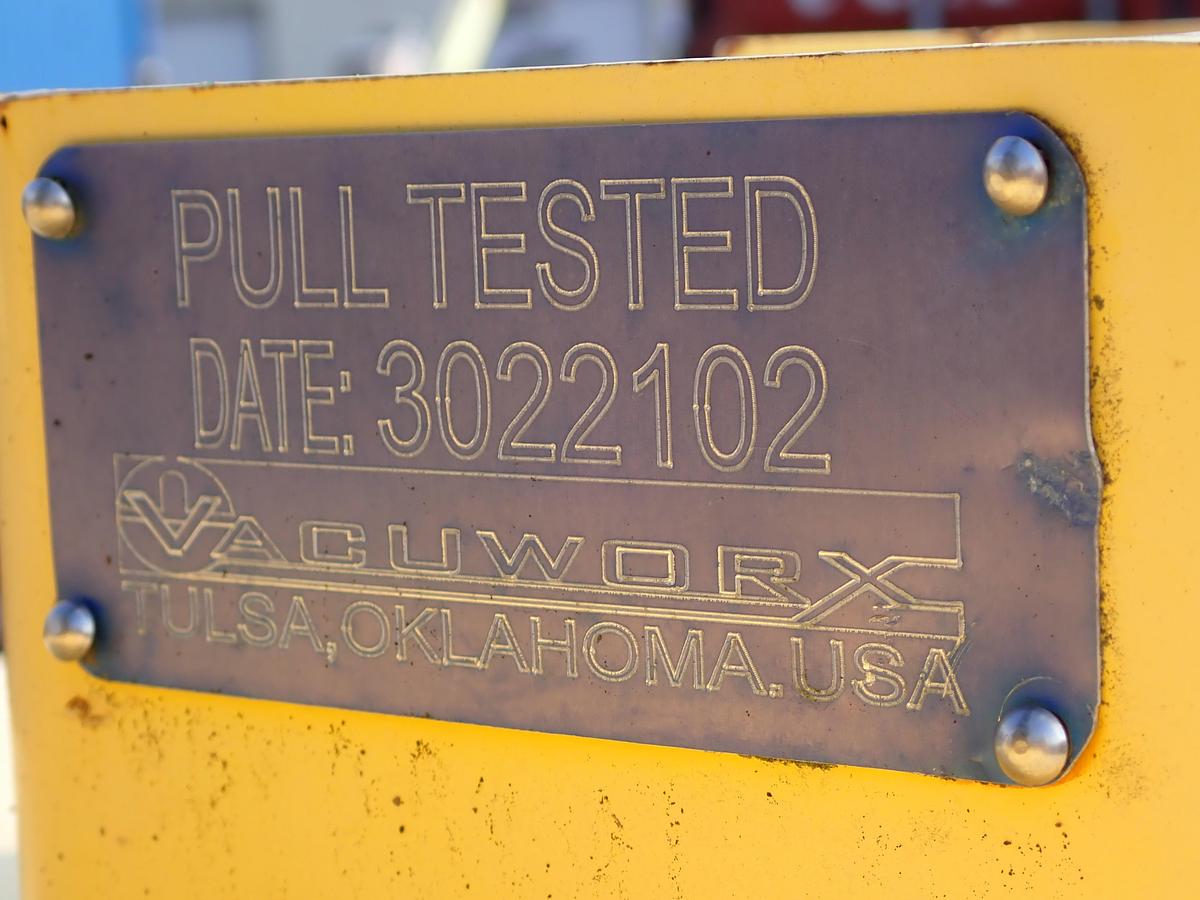 PULL TESTED
DATE: 3022102
VACUWORX
TULSA, OKLAHOMA. USA